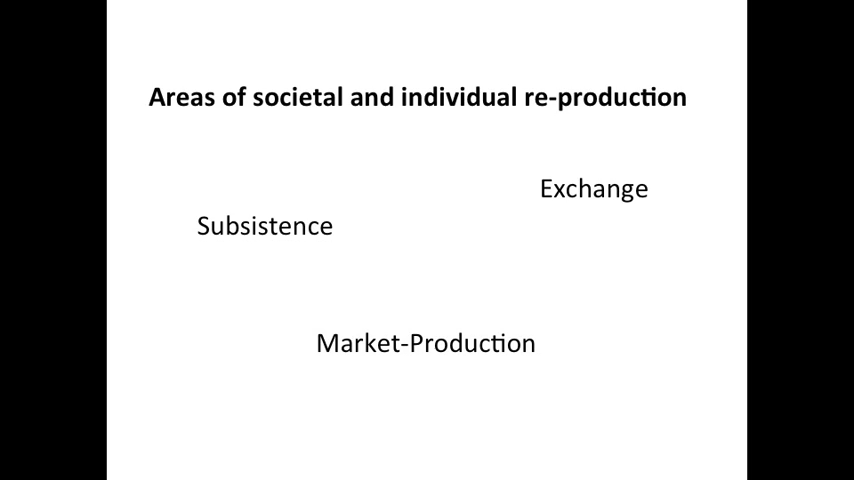 Areas of societal and individual re-production
Exchange
Subsistence
Market-Production